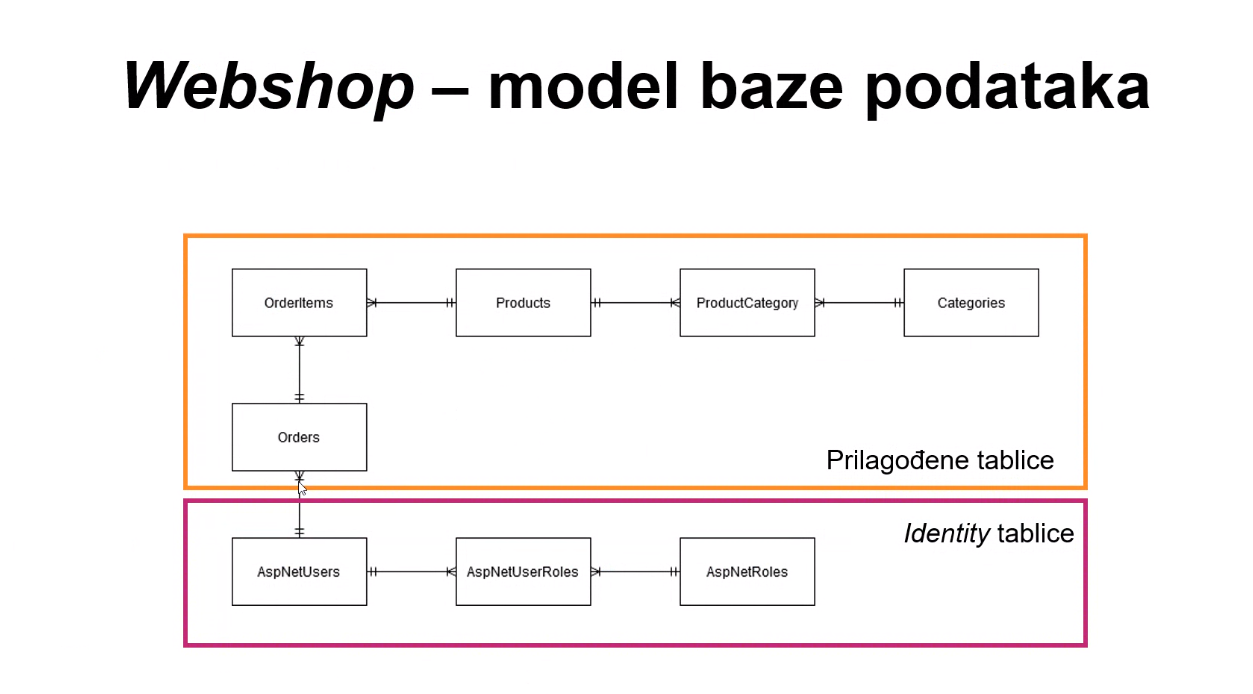 Webshop – model baze podataka
OrderItems
Products
ProductCategory
Categories
Orders
Prilagođene tablice
Identity tablice
AspNetUsers
AspNetUserRoles
AspNetRoles